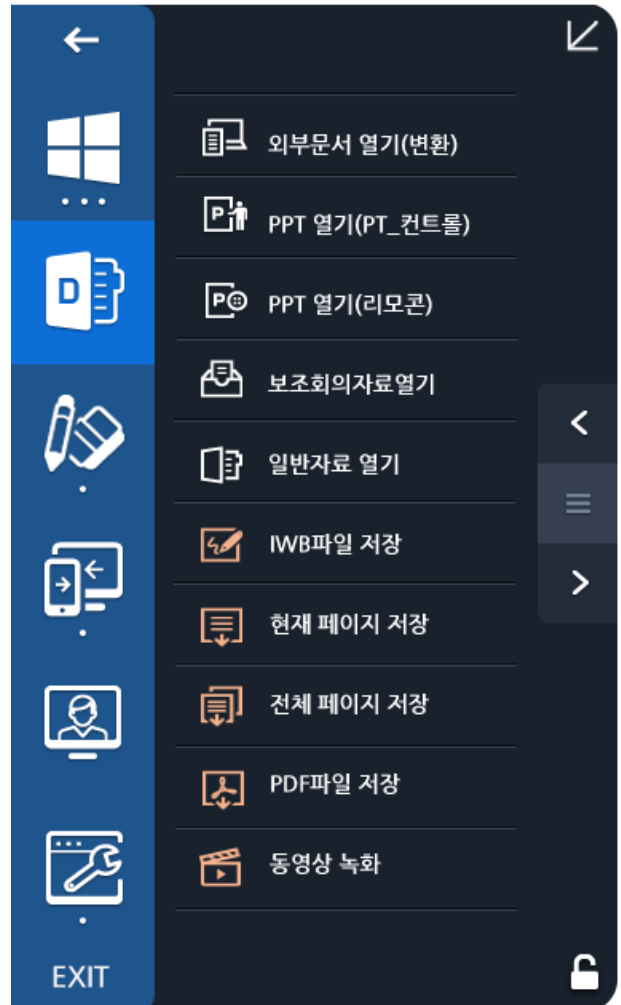 외부문서 열기(변환)
PPT 열기(PT_컨트롤)
PPT 열기(리모콘)
보조회의자료열기
일반자료 열기
IWB파일 저장
현재 페이지 저장
전체 페이지 저장
PDF파일 저장
동영상 녹화
D
P
P
EXIT